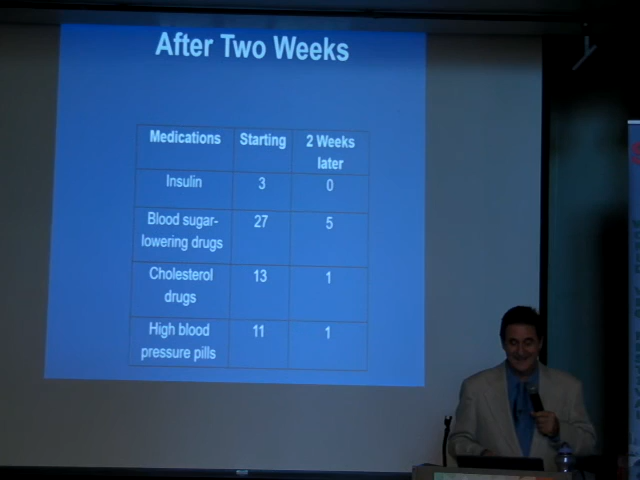 After Two Weeks
Medications Starting 2 Weeks later
Insulin 3 0
Blood sugar-lowering drugs 27 5
Cholesterol drugs 13 1
High blood pressure pills 11 1